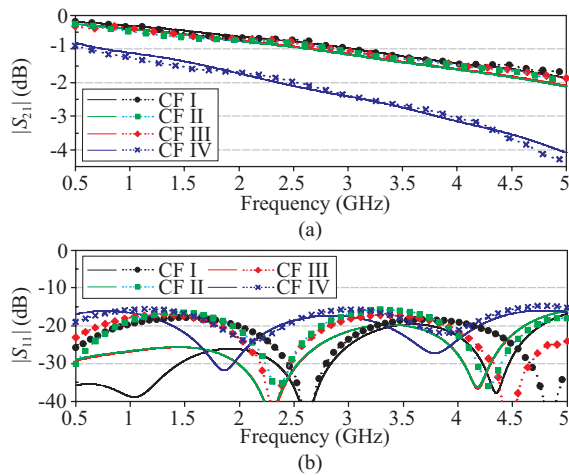 |S21| (dB)
0
-1
-2
-3
-4
CF I
CF II
CF III
CF IV
0.5 1 1.5 2 2.5 3 3.5 4 4.5 5
Frequency (GHz)
(a)
|S11| (dB)
0
-10
-20
-30
-40
CF I CF III
CF II CF IV
0.5 1 1.5 2 2.5 3 3.5 4 4.5 5
Frequency (GHz)
(b)